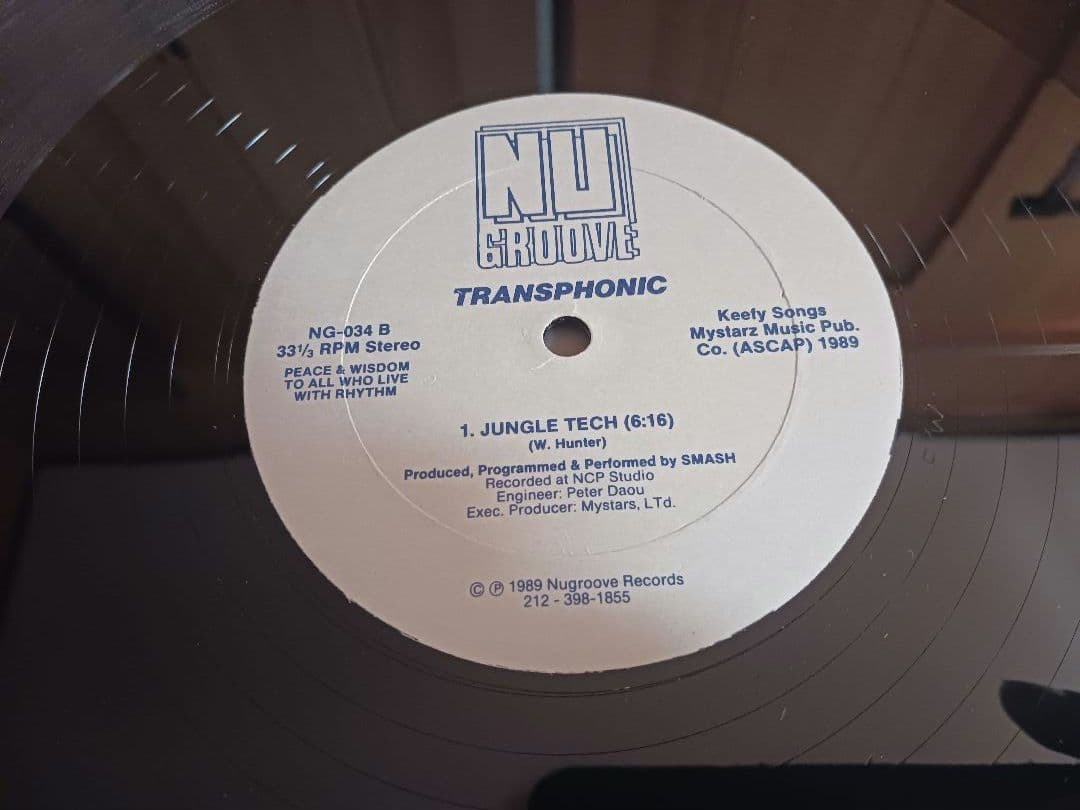 NU
GROOVE
TRANSPHONIC
NG-034 B
33⅓ RPM Stereo
PEACE & WISDOM
TO ALL WHO LIVE
WITH RHYTHM
Keefy Songs
Mystarz Music Pub.
Co. (ASCAP) 1989
1. JUNGLE TECH (6:16)
(W. Hunter)
Produced, Programmed & Performed by SMASH
Recorded at NCP Studio
Engineer: Peter Daou
Exec. Producer: Mystars, LTd.
© ℗ 1989 Nugroove Records
212 - 398-1855